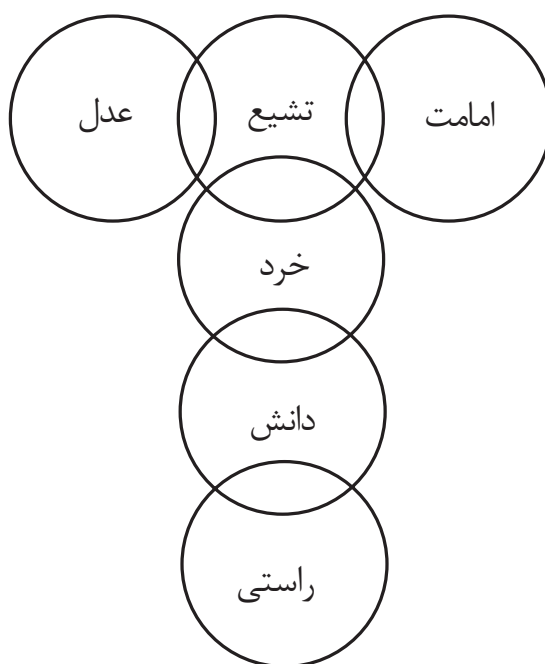 امامت
تشیع
عدل
خرد
دانش
راستی